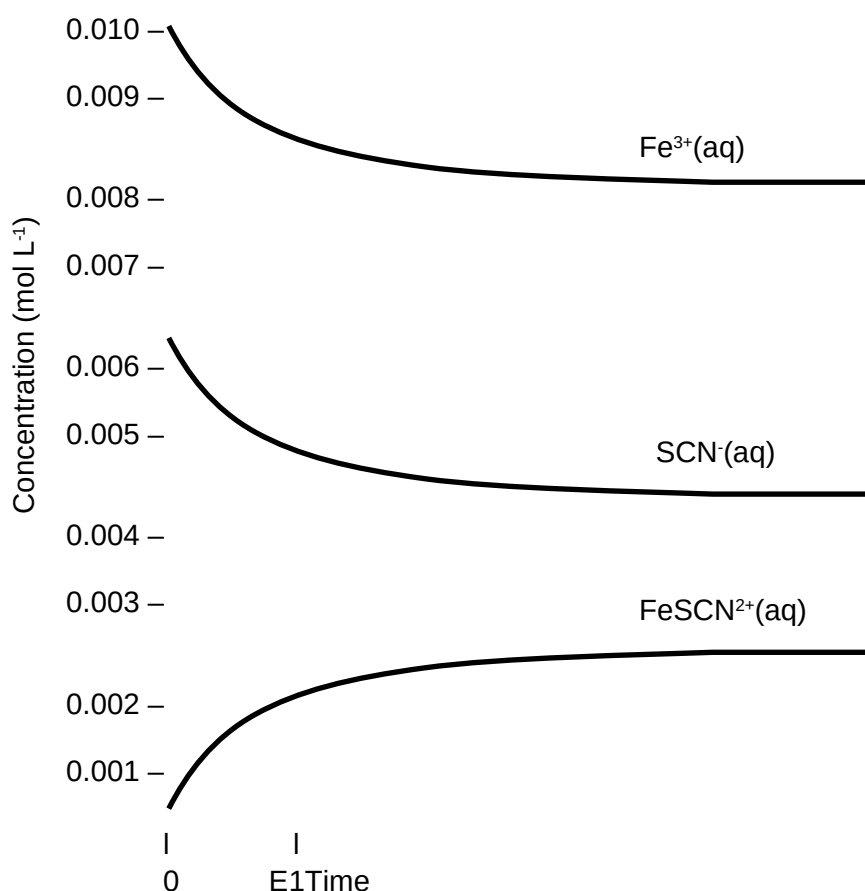 0.010
0.009
Fe³⁺(aq)
0.008
0.007
Concentration (mol L⁻¹)
0.006
0.005
SCN⁻(aq)
0.004
0.003
FeSCN²⁺(aq)
0.002
0.001
0 E1Time